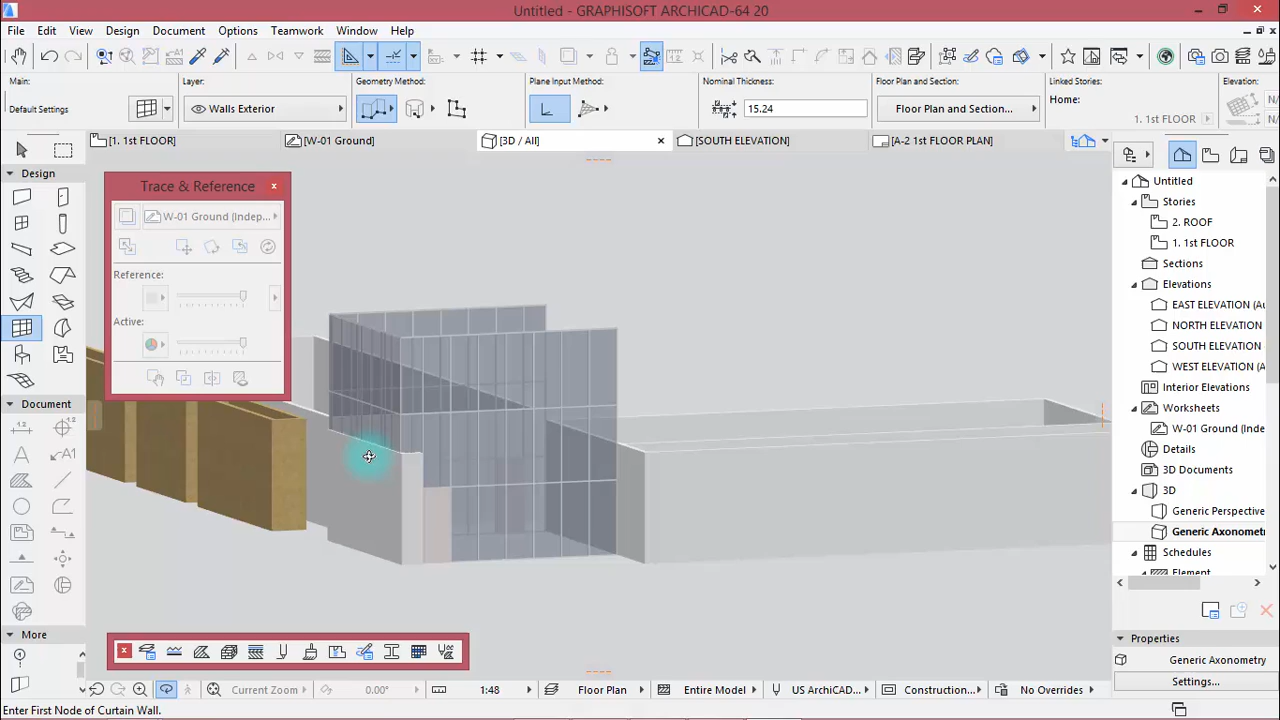 Untitled - GRAPHISOFT ARCHICAD-64 20
File Edit View Design Document Options Teamwork Window Help
Main: Layer: Geometry Method: Plane Input Method: Nominal Thickness: Floor Plan and Section: Linked Stories: Elevation:
Default Settings Walls Exterior 15.24 Floor Plan and Section... Home:
1. 1st FLOOR
[1. 1st FLOOR] [W-01 Ground] [3D / All] [SOUTH ELEVATION] [A-2 1st FLOOR PLAN]
Design
Trace & Reference
W-01 Ground (Indep...
Reference:
Active:
Document
More
Untitled
Stories
2. ROOF
1. 1st FLOOR
Sections
Elevations
EAST ELEVATION (Au
NORTH ELEVATION
SOUTH ELEVATION
WEST ELEVATION (A
Interior Elevations
Worksheets
W-01 Ground (Inde
Details
3D Documents
3D
Generic Perspective
Generic Axonomet
Schedules
Element
Properties
Generic Axonometry
Settings...
Current Zoom 0.00° 1:48 Floor Plan Entire Model US ArchiCAD... Construction... No Overrides
Enter First Node of Curtain Wall.